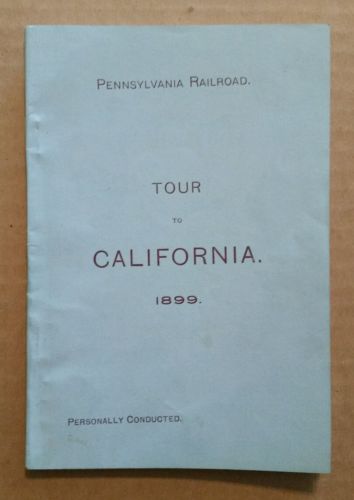 Pennsylvania Railroad.
TOUR
TO
CALIFORNIA.
1899.
Personally Conducted.